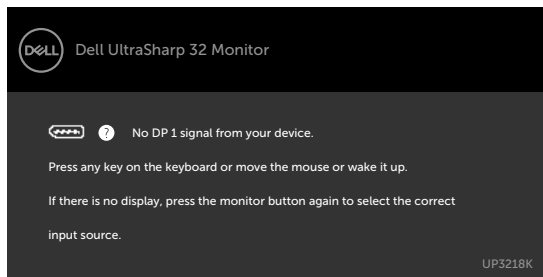 DELL
Dell UltraSharp 32 Monitor
? No DP 1 signal from your device.
Press any key on the keyboard or move the mouse or wake it up.
If there is no display, press the monitor button again to select the correct
input source.
UP3218K